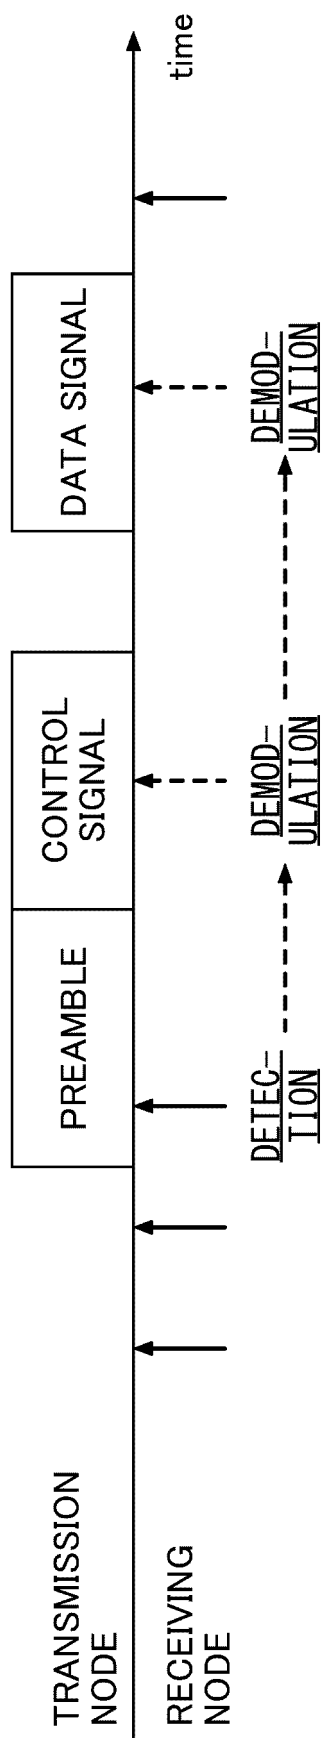 TRANSMISSION
NODE
PREAMBLE
CONTROL
SIGNAL
DATA SIGNAL
time
RECEIVING
NODE
DETEC-
TION
DEMOD-
ULATION
DEMOD-
ULATION